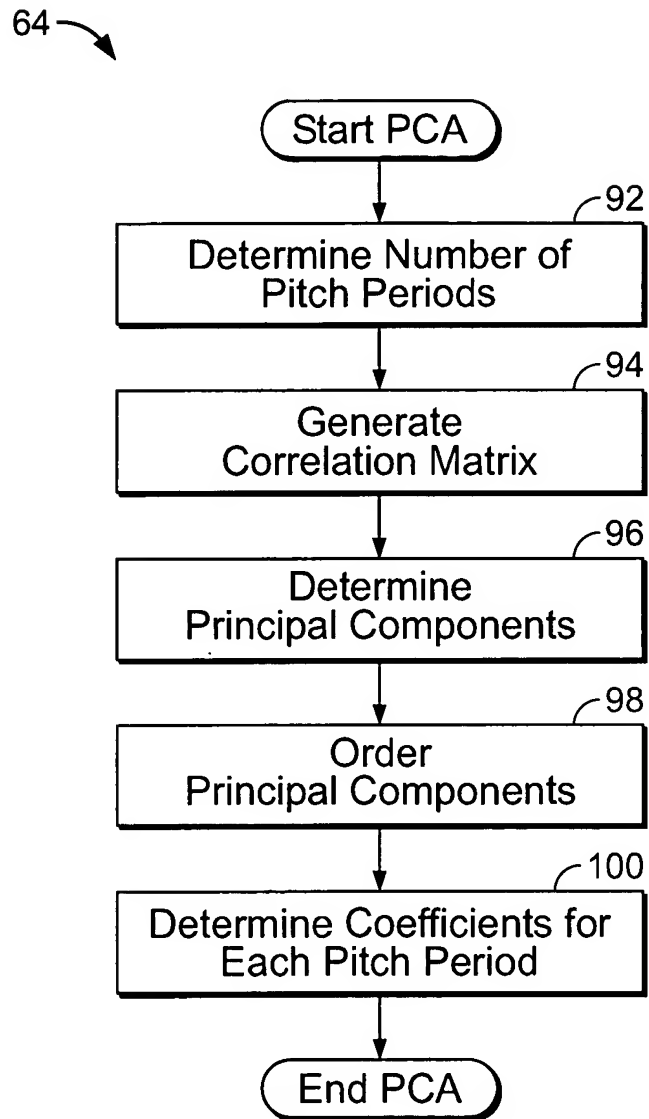 64
Start PCA
92
Determine Number of
Pitch Periods
94
Generate
Correlation Matrix
96
Determine
Principal Components
98
Order
Principal Components
100
Determine Coefficients for
Each Pitch Period
End PCA